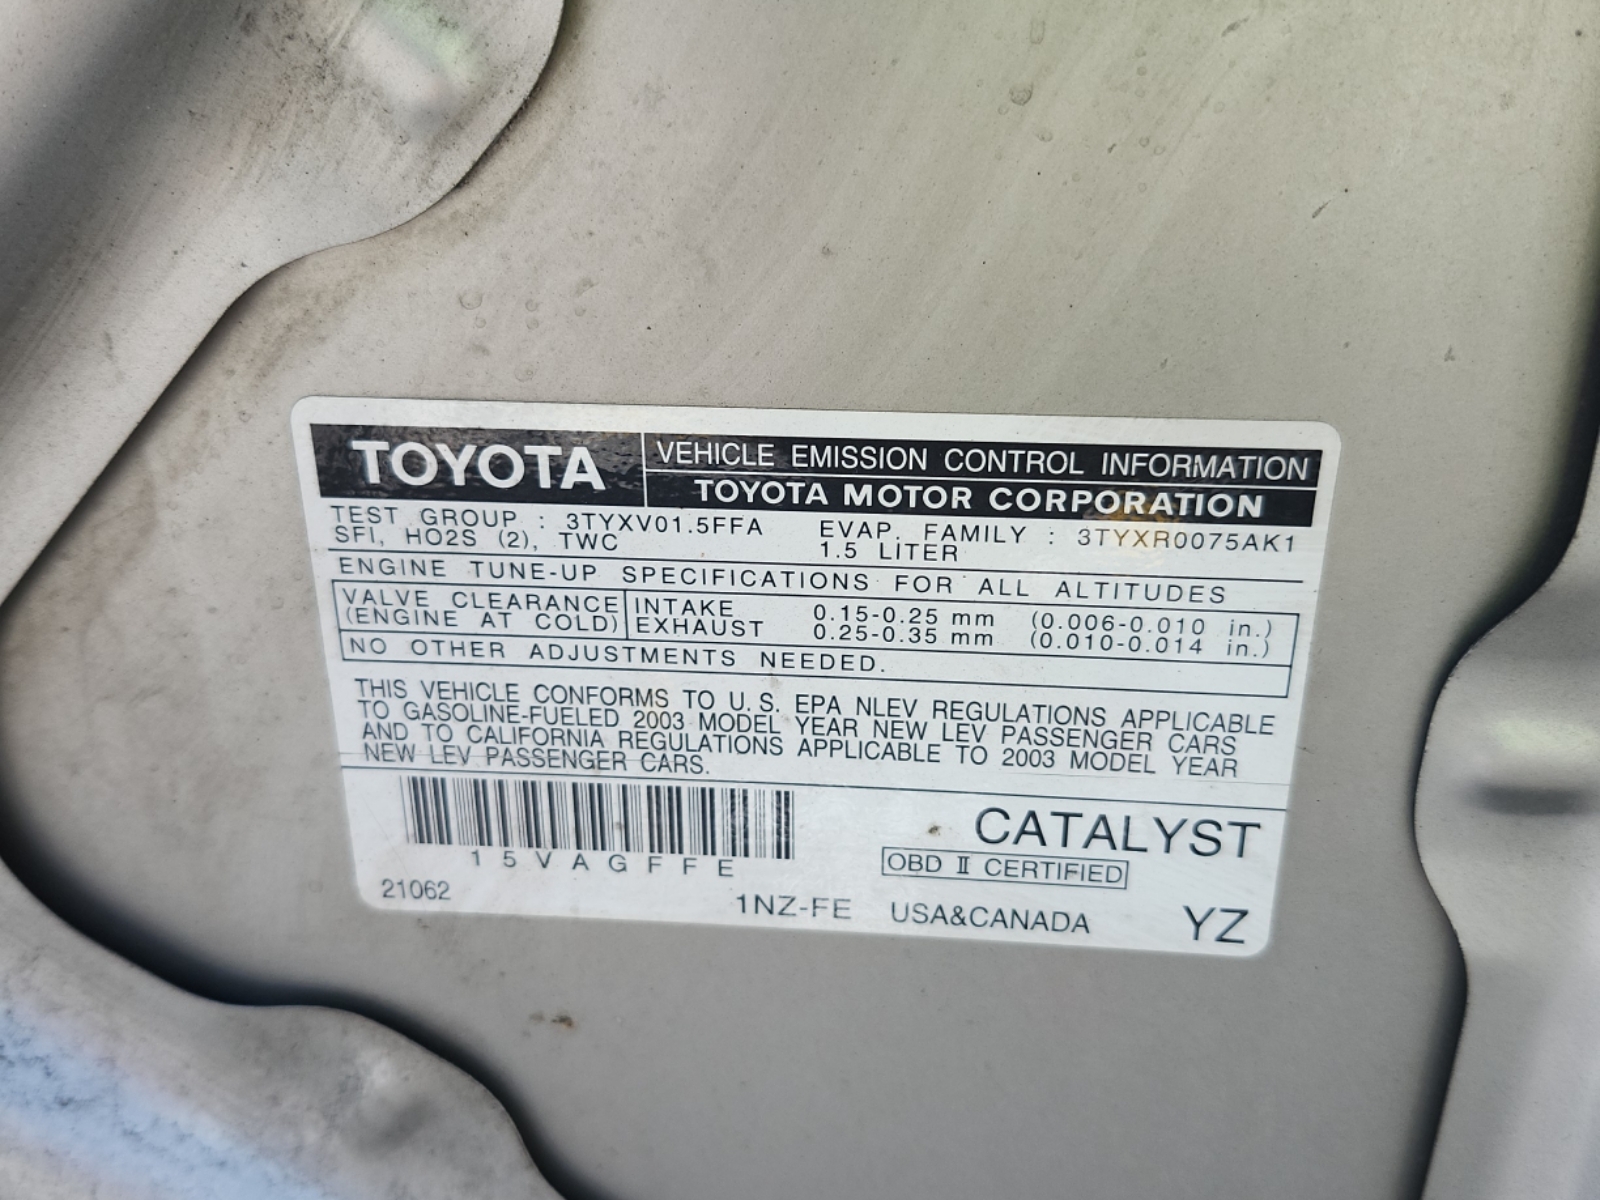 TOYOTA
VEHICLE EMISSION CONTROL INFORMATION
TOYOTA MOTOR CORPORATION
TEST GROUP : 3TYXV01.5FFA EVAP. FAMILY : 3TYXR0075AK1
SFI, HO2S (2), TWC 1.5 LITER
ENGINE TUNE-UP SPECIFICATIONS FOR ALL ALTITUDES
VALVE CLEARANCE INTAKE 0.15-0.25 mm (0.006-0.010 in.)
(ENGINE AT COLD) EXHAUST 0.25-0.35 mm (0.010-0.014 in.)
NO OTHER ADJUSTMENTS NEEDED.
THIS VEHICLE CONFORMS TO U.S. EPA NLEV REGULATIONS APPLICABLE
TO GASOLINE-FUELED 2003 MODEL YEAR NEW LEV PASSENGER CARS
AND TO CALIFORNIA REGULATIONS APPLICABLE TO 2003 MODEL YEAR
NEW LEV PASSENGER CARS.
15VAGFFE
CATALYST
OBD II CERTIFIED
21062 1NZ-FE USA&CANADA YZ